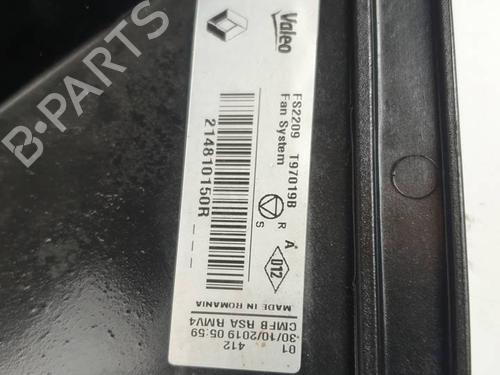 Valeo
FS2209 T97019B
Fan System
214810150R
R
S
A
D12
MADE IN ROMANIA
CMFB RSA RMV4
30/10/2019 05:59
01
412
B-Parts